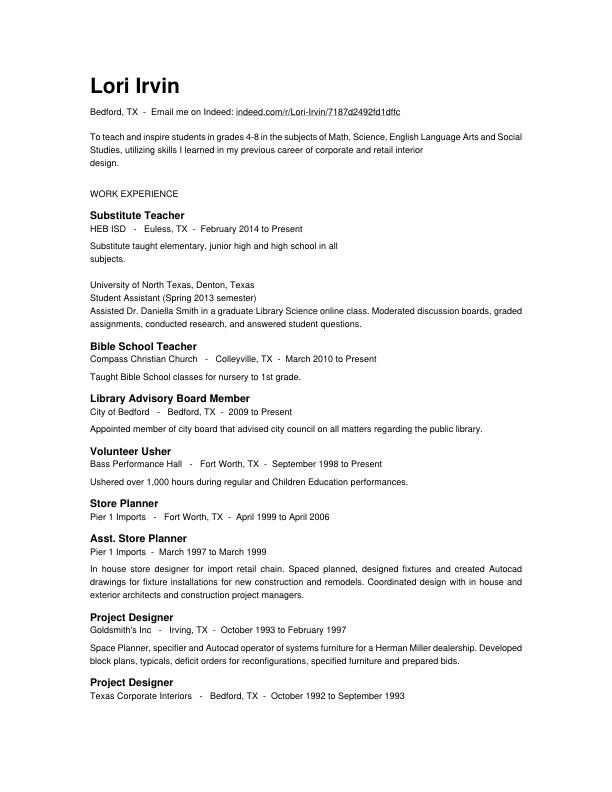 Lori Irvin
Bedford, TX - Email me on Indeed: indeed.com/r/Lori-Irvin/7187d2492fd1dffc
To teach and inspire students in grades 4-8 in the subjects of Math, Science, English Language Arts and Social
Studies, utilizing skills I learned in my previous career of corporate and retail interior
design.
WORK EXPERIENCE
Substitute Teacher
HEB ISD - Euless, TX - February 2014 to Present
Substitute taught elementary, junior high and high school in all
subjects.
University of North Texas, Denton, Texas
Student Assistant (Spring 2013 semester)
Assisted Dr. Daniella Smith in a graduate Library Science online class. Moderated discussion boards, graded
assignments, conducted research, and answered student questions.
Bible School Teacher
Compass Christian Church - Colleyville, TX - March 2010 to Present
Taught Bible School classes for nursery to 1st grade.
Library Advisory Board Member
City of Bedford - Bedford, TX - 2009 to Present
Appointed member of city board that advised city council on all matters regarding the public library.
Volunteer Usher
Bass Performance Hall - Fort Worth, TX - September 1998 to Present
Ushered over 1,000 hours during regular and Children Education performances.
Store Planner
Pier 1 Imports - Fort Worth, TX - April 1999 to April 2006
Asst. Store Planner
Pier 1 Imports - March 1997 to March 1999
In house store designer for import retail chain. Spaced planned, designed fixtures and created Autocad
drawings for fixture installations for new construction and remodels. Coordinated design with in house and
exterior architects and construction project managers.
Project Designer
Goldsmith's Inc - Irving, TX - October 1993 to February 1997
Space Planner, specifier and Autocad operator of systems furniture for a Herman Miller dealership. Developed
block plans, typicals, deficit orders for reconfigurations, specified furniture and prepared bids.
Project Designer
Texas Corporate Interiors - Bedford, TX - October 1992 to September 1993